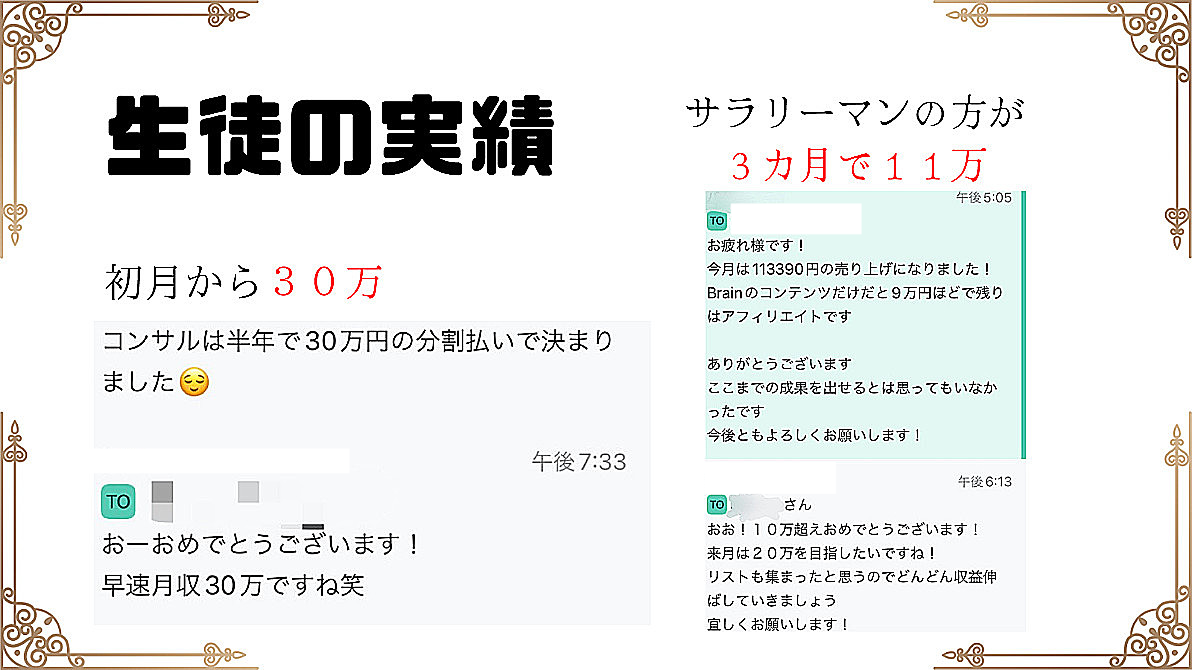 生徒の実績
初月から３０万
コンサルは半年で30万円の分割払いで決まり
ました😌
午後7:33
TO
おーおめでとうございます！
早速月収30万ですね笑
サラリーマンの方が
３カ月で１１万
午後5:05
TO
お疲れ様です！
今月は113390円の売り上げになりました！
Brainのコンテンツだけだと９万円ほどで残り
はアフィリエイトです
ありがとうございます
ここまでの成果を出せるとは思ってもいなか
ったです
今後ともよろしくお願いします！
午後6:13
TO さん
おお！１０万超えおめでとうございます！
来月は２０万を目指したいですね！
リストも集まったと思うのでどんどん収益伸
ばしていきましょう
宜しくお願いします！